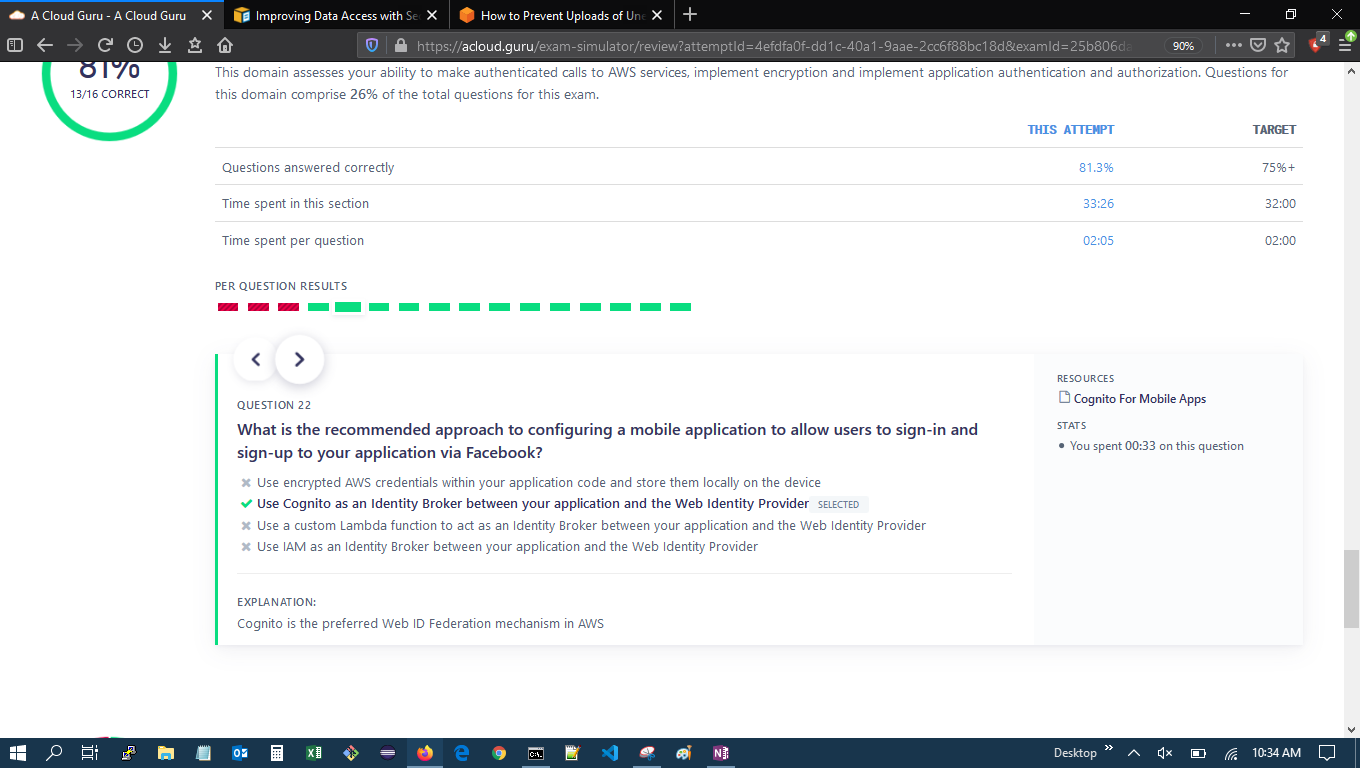 A Cloud Guru - A Cloud Guru
Improving Data Access with Se
How to Prevent Uploads of Une
https://acloud.guru/exam-simulator/review?attemptId=4efdfa0f-dd1c-40a1-9aae-2cc6f88bc18d&examId=25b806da
90%
4
81%
13/16 CORRECT
This domain assesses your ability to make authenticated calls to AWS services, implement encryption and implement application authentication and authorization. Questions for
this domain comprise 26% of the total questions for this exam.
THIS ATTEMPT TARGET
Questions answered correctly 81.3% 75%+
Time spent in this section 33:26 32:00
Time spent per question 02:05 02:00
PER QUESTION RESULTS
QUESTION 22
What is the recommended approach to configuring a mobile application to allow users to sign-in and
sign-up to your application via Facebook?
Use encrypted AWS credentials within your application code and store them locally on the device
Use Cognito as an Identity Broker between your application and the Web Identity Provider SELECTED
Use a custom Lambda function to act as an Identity Broker between your application and the Web Identity Provider
Use IAM as an Identity Broker between your application and the Web Identity Provider
EXPLANATION:
Cognito is the preferred Web ID Federation mechanism in AWS
RESOURCES
Cognito For Mobile Apps
STATS
You spent 00:33 on this question
Desktop
10:34 AM